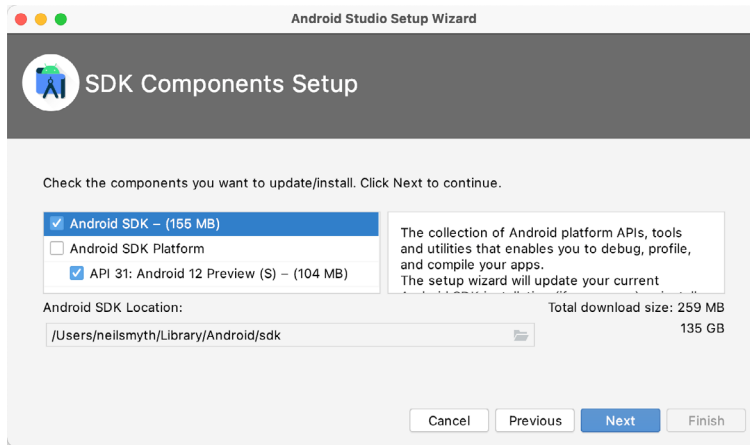 Android Studio Setup Wizard
SDK Components Setup
Check the components you want to update/install. Click Next to continue.
Android SDK – (155 MB)
Android SDK Platform
API 31: Android 12 Preview (S) – (104 MB)
The collection of Android platform APIs, tools
and utilities that enables you to debug, profile,
and compile your apps.
The setup wizard will update your current
Android SDK Location:
Total download size: 259 MB
/Users/neilsmyth/Library/Android/sdk
135 GB
Cancel
Previous
Next
Finish